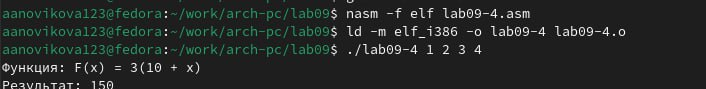 aanovikova123@fedora:~/work/arch-pc/lab09$ nasm -f elf lab09-4.asm
aanovikova123@fedora:~/work/arch-pc/lab09$ ld -m elf_i386 -o lab09-4 lab09-4.o
aanovikova123@fedora:~/work/arch-pc/lab09$ ./lab09-4 1 2 3 4
Функция: F(x) = 3(10 + x)
Результат: 150